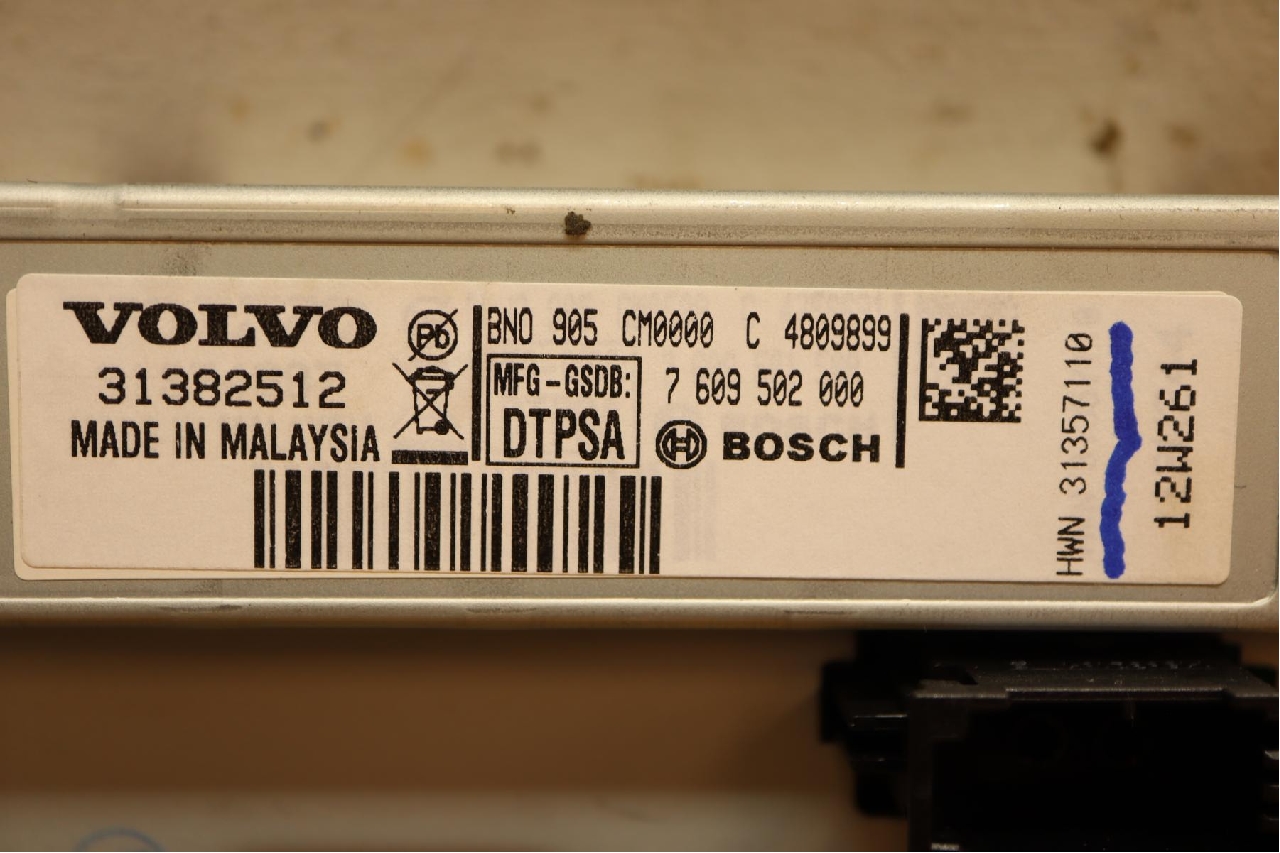 VOLVO
31382512
MADE IN MALAYSIA
Pb
BNO 905 CM0000 C 4809899
MFG-GSDB:
DTPSA
7 609 502 000
BOSCH
HWN 31357110
12W261